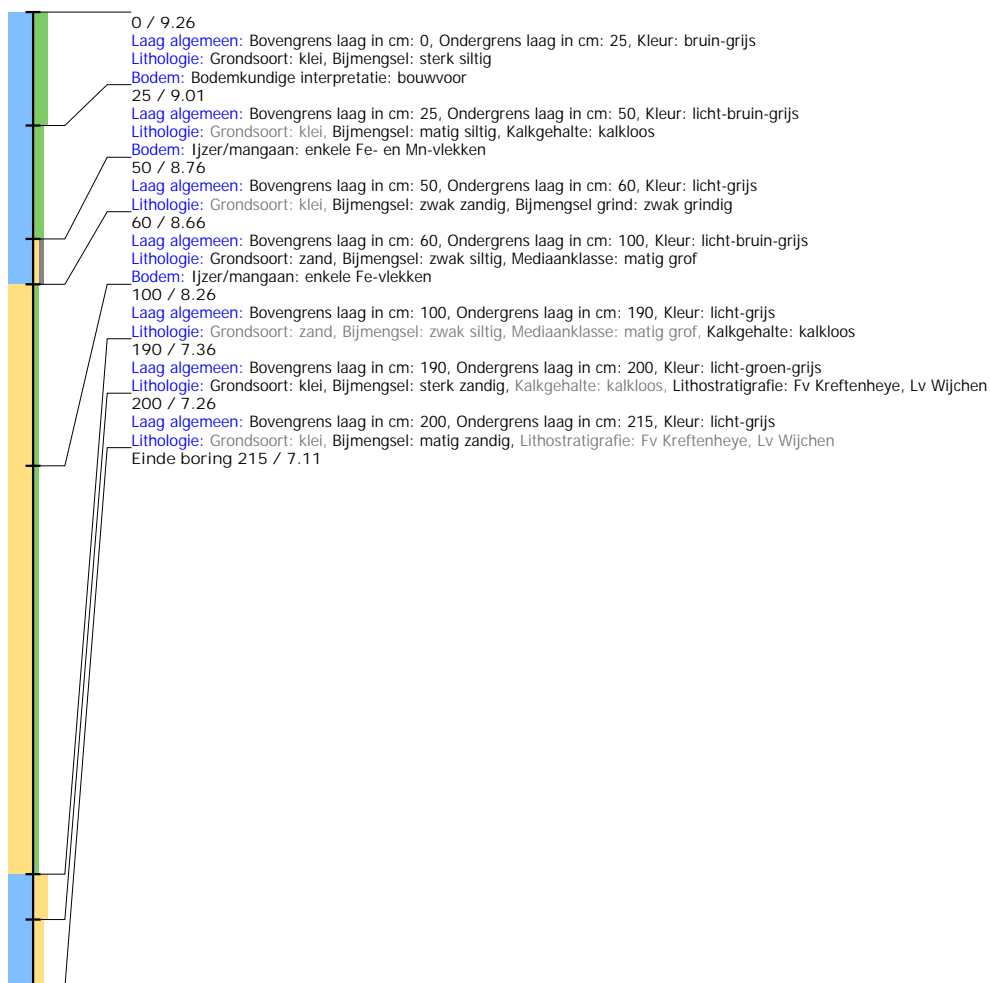 0 / 9.26
Laag algemeen: Bovengrens laag in cm: 0, Ondergrens laag in cm: 25, Kleur: bruin-grijs
Lithologie: Grondsoort: klei, Bijmengsel: sterk siltig
Bodem: Bodemkundige interpretatie: bouwvoor
25 / 9.01
Laag algemeen: Bovengrens laag in cm: 25, Ondergrens laag in cm: 50, Kleur: licht-bruin-grijs
Lithologie: Grondsoort: klei, Bijmengsel: matig siltig, Kalkgehalte: kalkloos
Bodem: Ijzer/mangaan: enkele Fe- en Mn-vlekken
50 / 8.76
Laag algemeen: Bovengrens laag in cm: 50, Ondergrens laag in cm: 60, Kleur: licht-grijs
Lithologie: Grondsoort: klei, Bijmengsel: zwak zandig, Bijmengsel grind: zwak grindig
60 / 8.66
Laag algemeen: Bovengrens laag in cm: 60, Ondergrens laag in cm: 100, Kleur: licht-bruin-grijs
Lithologie: Grondsoort: zand, Bijmengsel: zwak siltig, Mediaanklasse: matig grof
Bodem: Ijzer/mangaan: enkele Fe-vlekken
100 / 8.26
Laag algemeen: Bovengrens laag in cm: 100, Ondergrens laag in cm: 190, Kleur: licht-grijs
Lithologie: Grondsoort: zand, Bijmengsel: zwak siltig, Mediaanklasse: matig grof, Kalkgehalte: kalkloos
190 / 7.36
Laag algemeen: Bovengrens laag in cm: 190, Ondergrens laag in cm: 200, Kleur: licht-groen-grijs
Lithologie: Grondsoort: klei, Bijmengsel: sterk zandig, Kalkgehalte: kalkloos, Lithostratigrafie: Fv Kreftenheye, Lv Wijchen
200 / 7.26
Laag algemeen: Bovengrens laag in cm: 200, Ondergrens laag in cm: 215, Kleur: licht-grijs
Lithologie: Grondsoort: klei, Bijmengsel: matig zandig, Lithostratigrafie: Fv Kreftenheye, Lv Wijchen
Einde boring 215 / 7.11